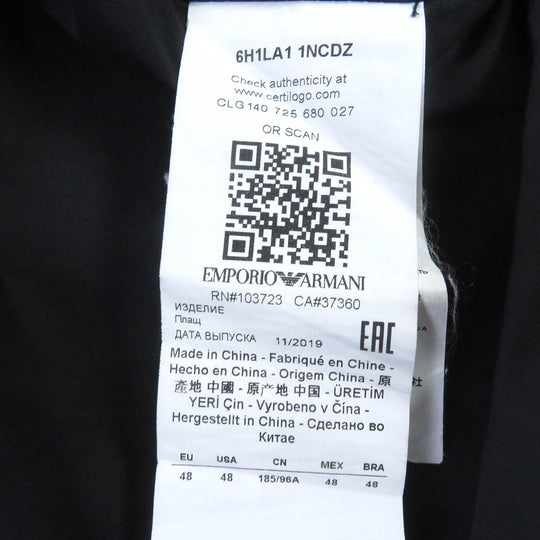 6H1LA1 1NCDZ
Check authenticity at
www.certilogo.com
CLG 140 725 680 027
OR SCAN
EMPORIO ARMANI
RN#103723 CA#37360
ИЗДЕЛИЕ
Плащ
ДАТА ВЫПУСКА 11/2019
EAC
Made in China - Fabriqué en Chine -
Hecho en China - Origem China - 原
產地 中國 - 原产地 中国 - ÜRETİM
YERİ Çin - Vyrobeno v Čína -
Hergestellt in China - Сделано во
Китае
EU USA CN MEX BRA
48 48 185/96A 48 48